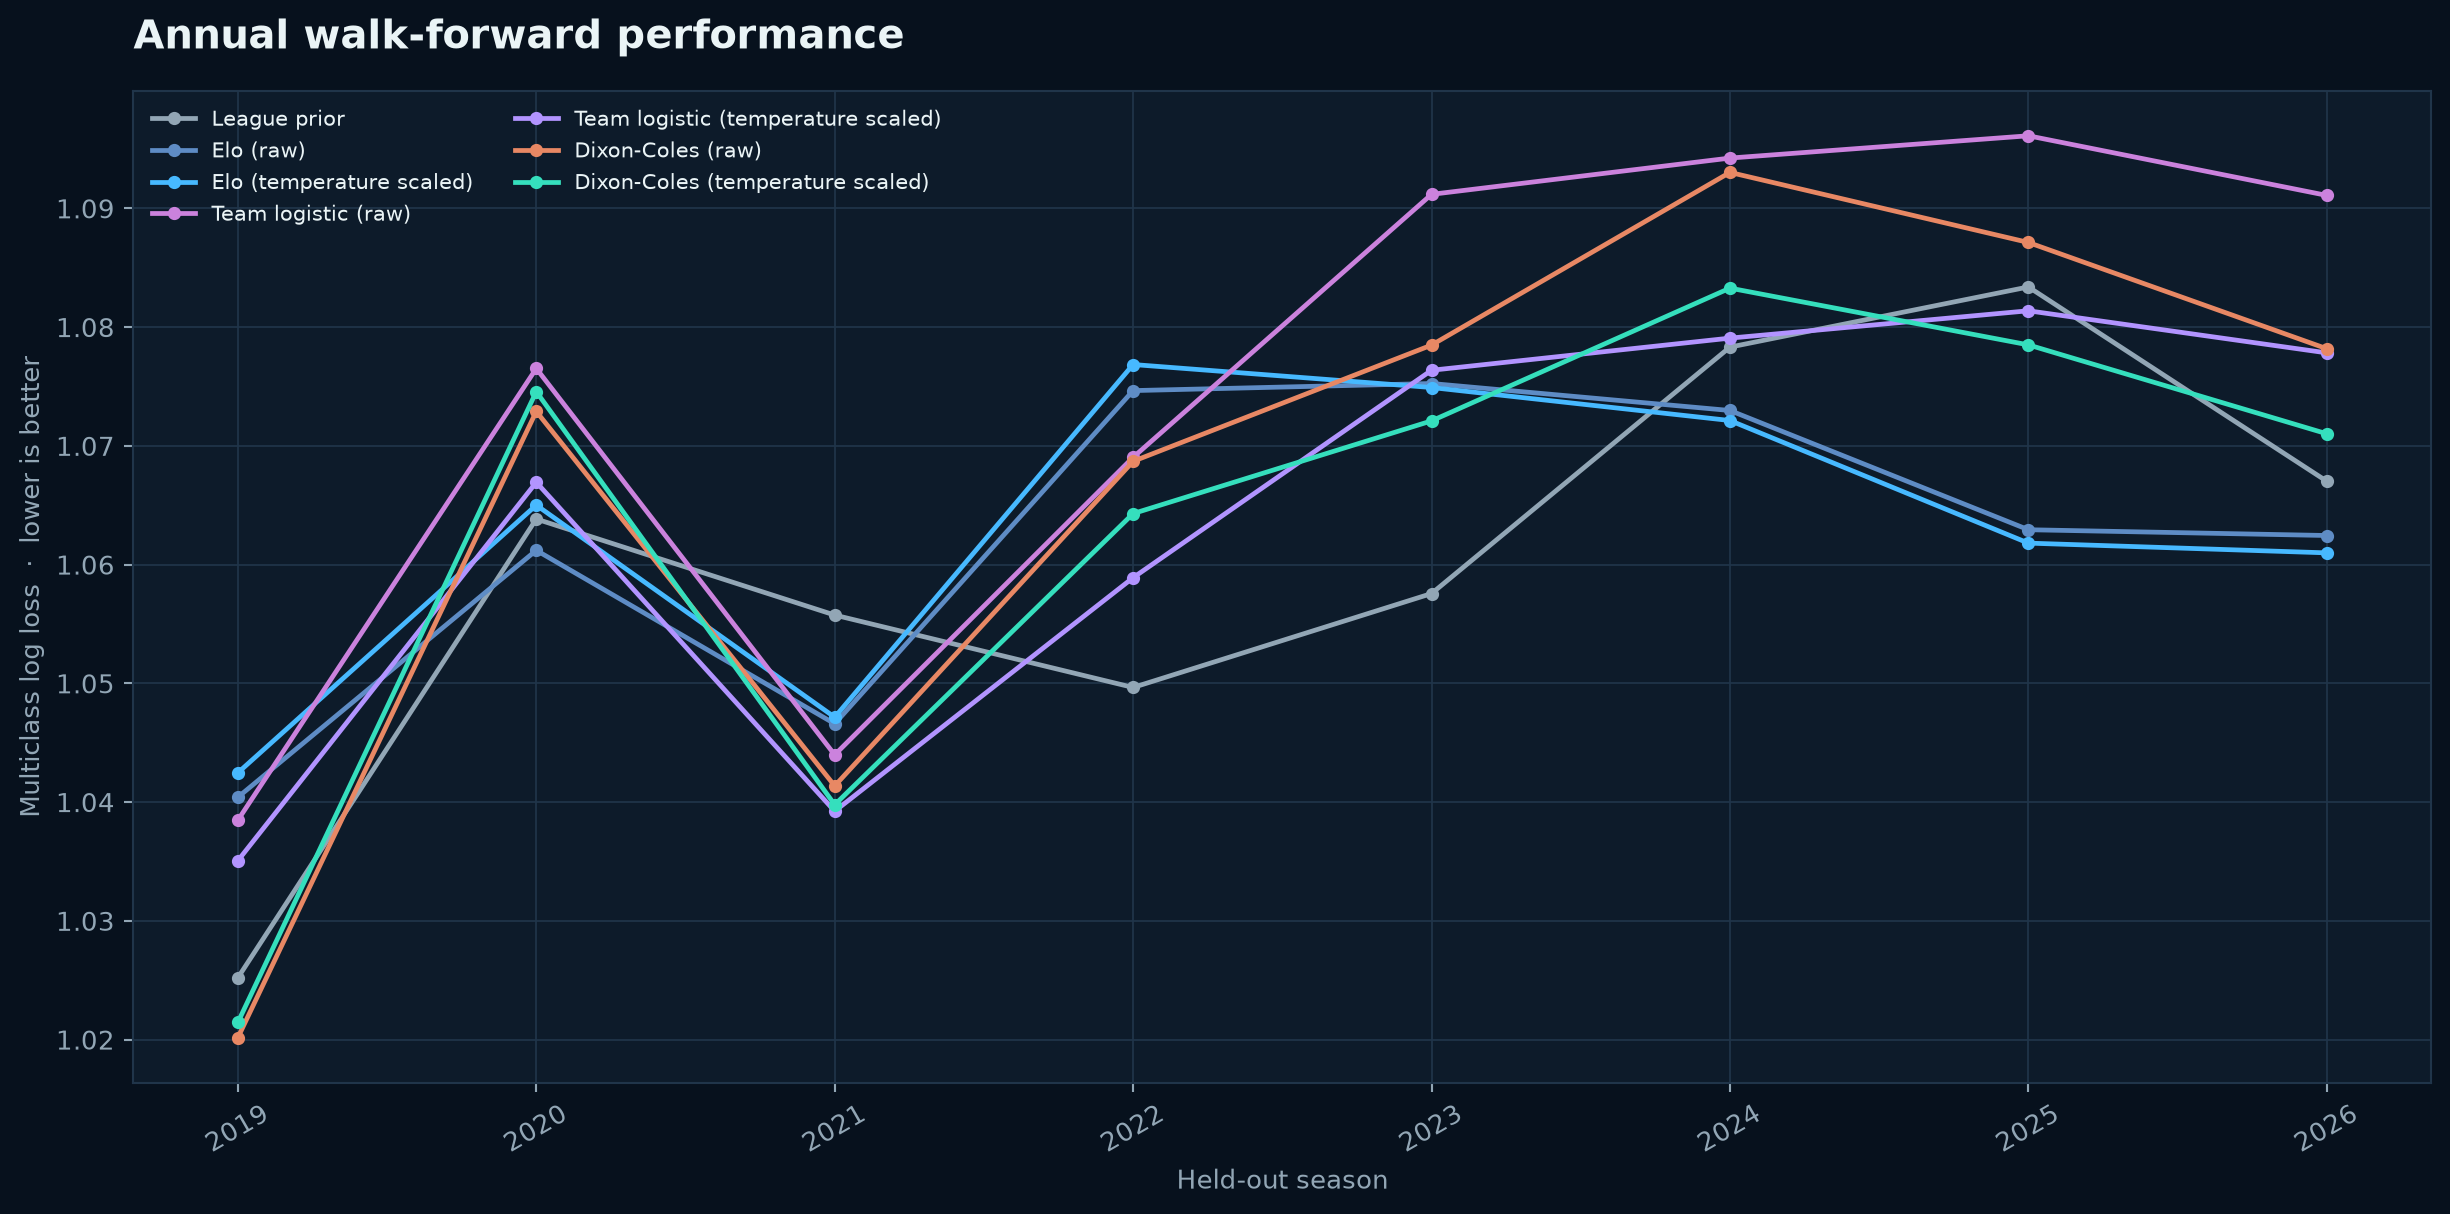 Annual walk-forward performance
League prior
Elo (raw)
Elo (temperature scaled)
Team logistic (raw)
Team logistic (temperature scaled)
Dixon-Coles (raw)
Dixon-Coles (temperature scaled)
Multiclass log loss · lower is better
1.09
1.08
1.07
1.06
1.05
1.04
1.03
1.02
2019
2020
2021
2022
2023
2024
2025
2026
Held-out season